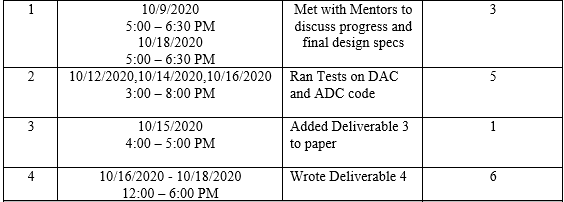 1 10/9/2020 Met with Mentors to 3
5:00 – 6:30 PM discuss progress and
10/18/2020 final design specs
5:00 – 6:30 PM
2 10/12/2020,10/14/2020,10/16/2020 Ran Tests on DAC 5
3:00 – 8:00 PM and ADC code
3 10/15/2020 Added Deliverable 3 1
4:00 – 5:00 PM to paper
4 10/16/2020 - 10/18/2020 Wrote Deliverable 4 6
12:00 – 6:00 PM